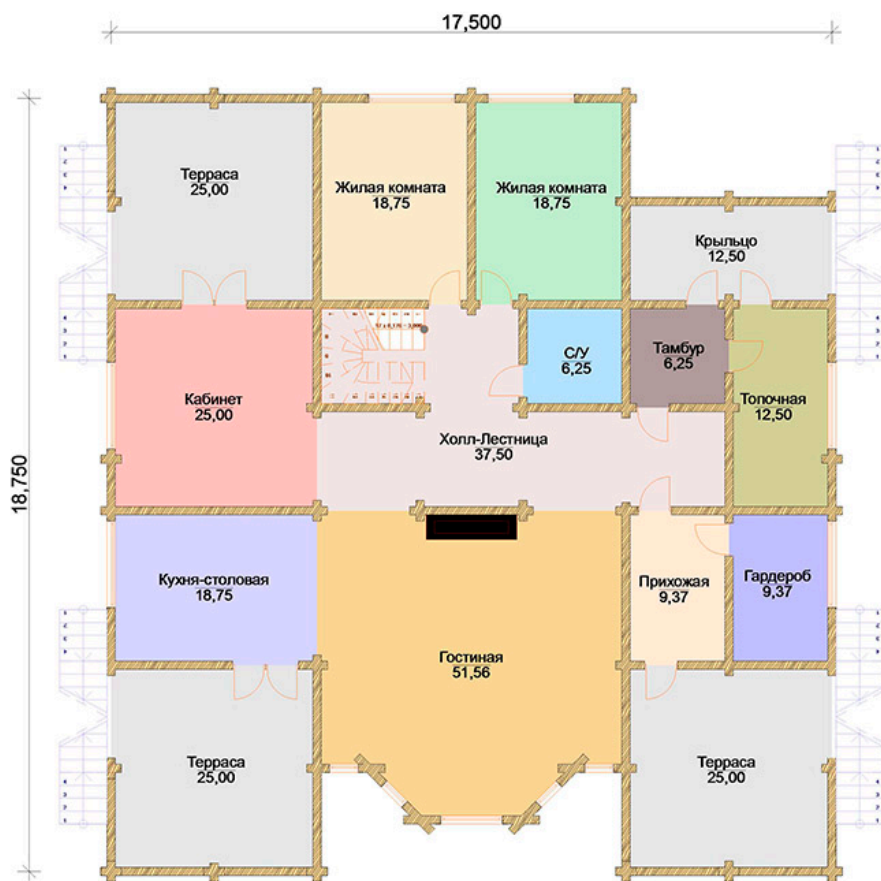 17,500
18,750
Терраса
25,00
Жилая комната
18,75
Жилая комната
18,75
Крыльцо
12,50
Кабинет
25,00
С/У
6,25
Тамбур
6,25
Топочная
12,50
Холл-Лестница
37,50
Кухня-столовая
18,75
Гостиная
51,56
Прихожая
9,37
Гардероб
9,37
Терраса
25,00
Терраса
25,00